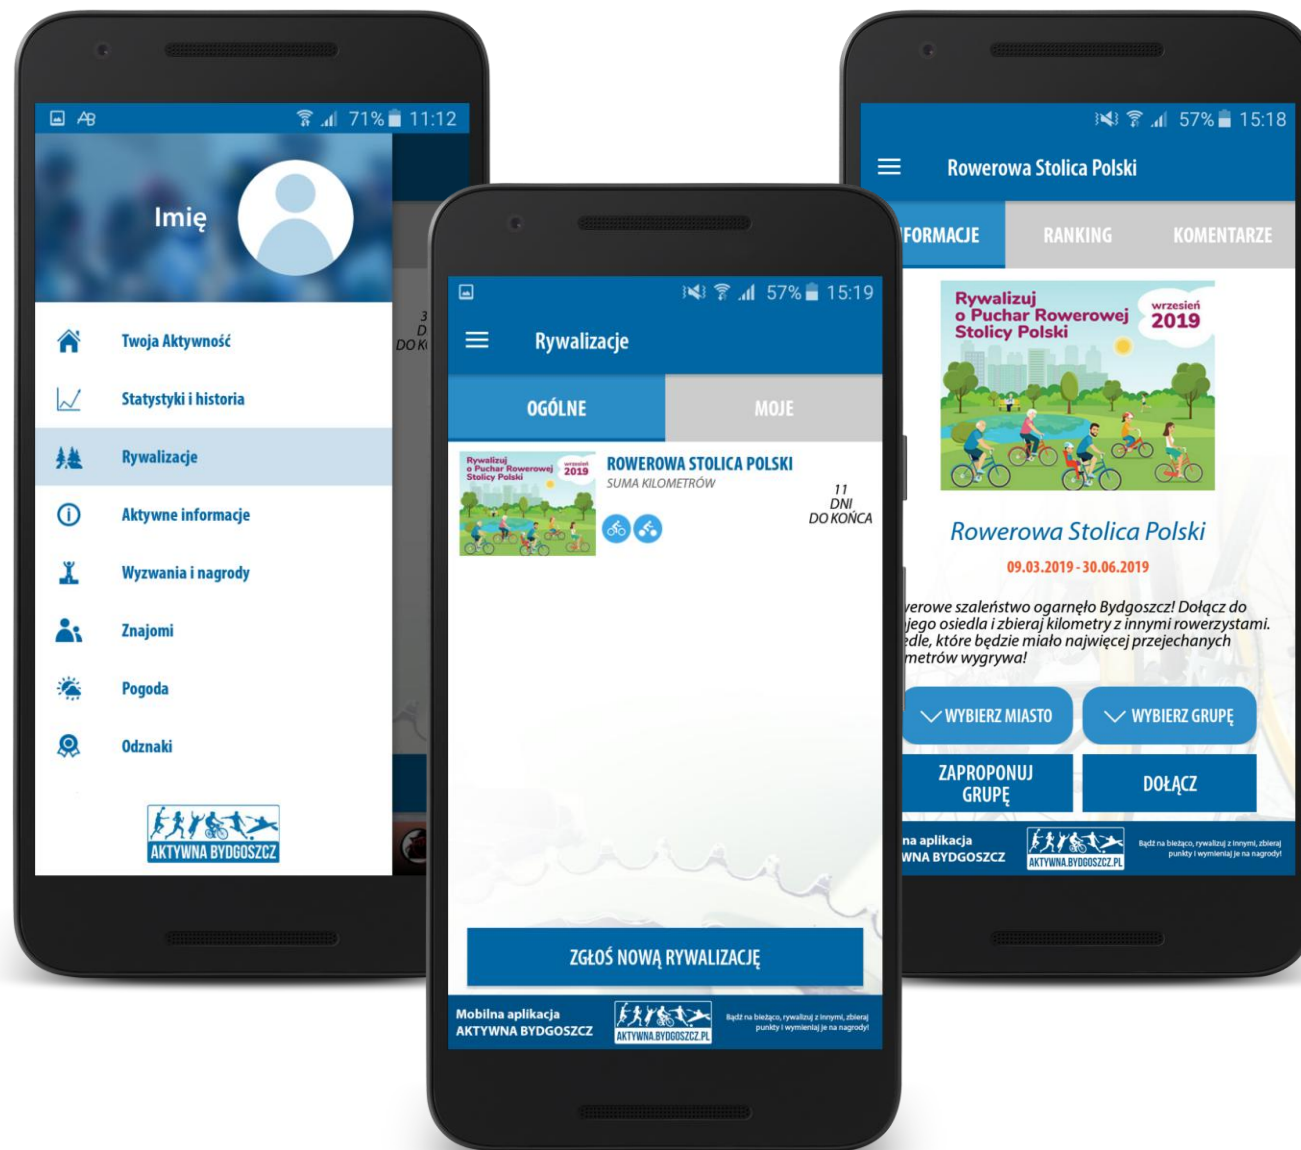 AB 71% 11:12
Imię
Twoja Aktywność
Statystyki i historia
Rywalizacje
Aktywne informacje
Wyzwania i nagrody
Znajomi
Pogoda
Odznaki
AKTYWNA BYDGOSZCZ
57% 15:19
Rywalizacje
OGÓLNE MOJE
Rywalizuj
o Puchar Rowerowej
Stolicy Polski
wrzesień
2019
ROWEROWA STOLICA POLSKI
SUMA KILOMETRÓW
11
DNI
DO KOŃCA
ZGŁOŚ NOWĄ RYWALIZACJĘ
Mobilna aplikacja
AKTYWNA BYDGOSZCZ
AKTYWNA.BYDGOSZCZ.PL
Bądź na bieżąco, rywalizuj z innymi, zbieraj
punkty i wymieniaj je na nagrody!
57% 15:18
Rowerowa Stolica Polski
NFORMACJE RANKING KOMENTARZE
Rywalizuj
o Puchar Rowerowej
Stolicy Polski
wrzesień
2019
Rowerowa Stolica Polski
09.03.2019 - 30.06.2019
werowe szaleństwo ogarnęło Bydgoszcz! Dołącz do
jego osiedla i zbieraj kilometry z innymi rowerzystami.
edle, które będzie miało najwięcej przejechanych
metrów wygrywa!
WYBIERZ MIASTO WYBIERZ GRUPĘ
ZAPROPONUJ
GRUPĘ
DOŁĄCZ
na aplikacja
WNA BYDGOSZCZ
AKTYWNA.BYDGOSZCZ.PL
Bądź na bieżąco, rywalizuj z innymi, zbieraj
punkty i wymieniaj je na nagrody!